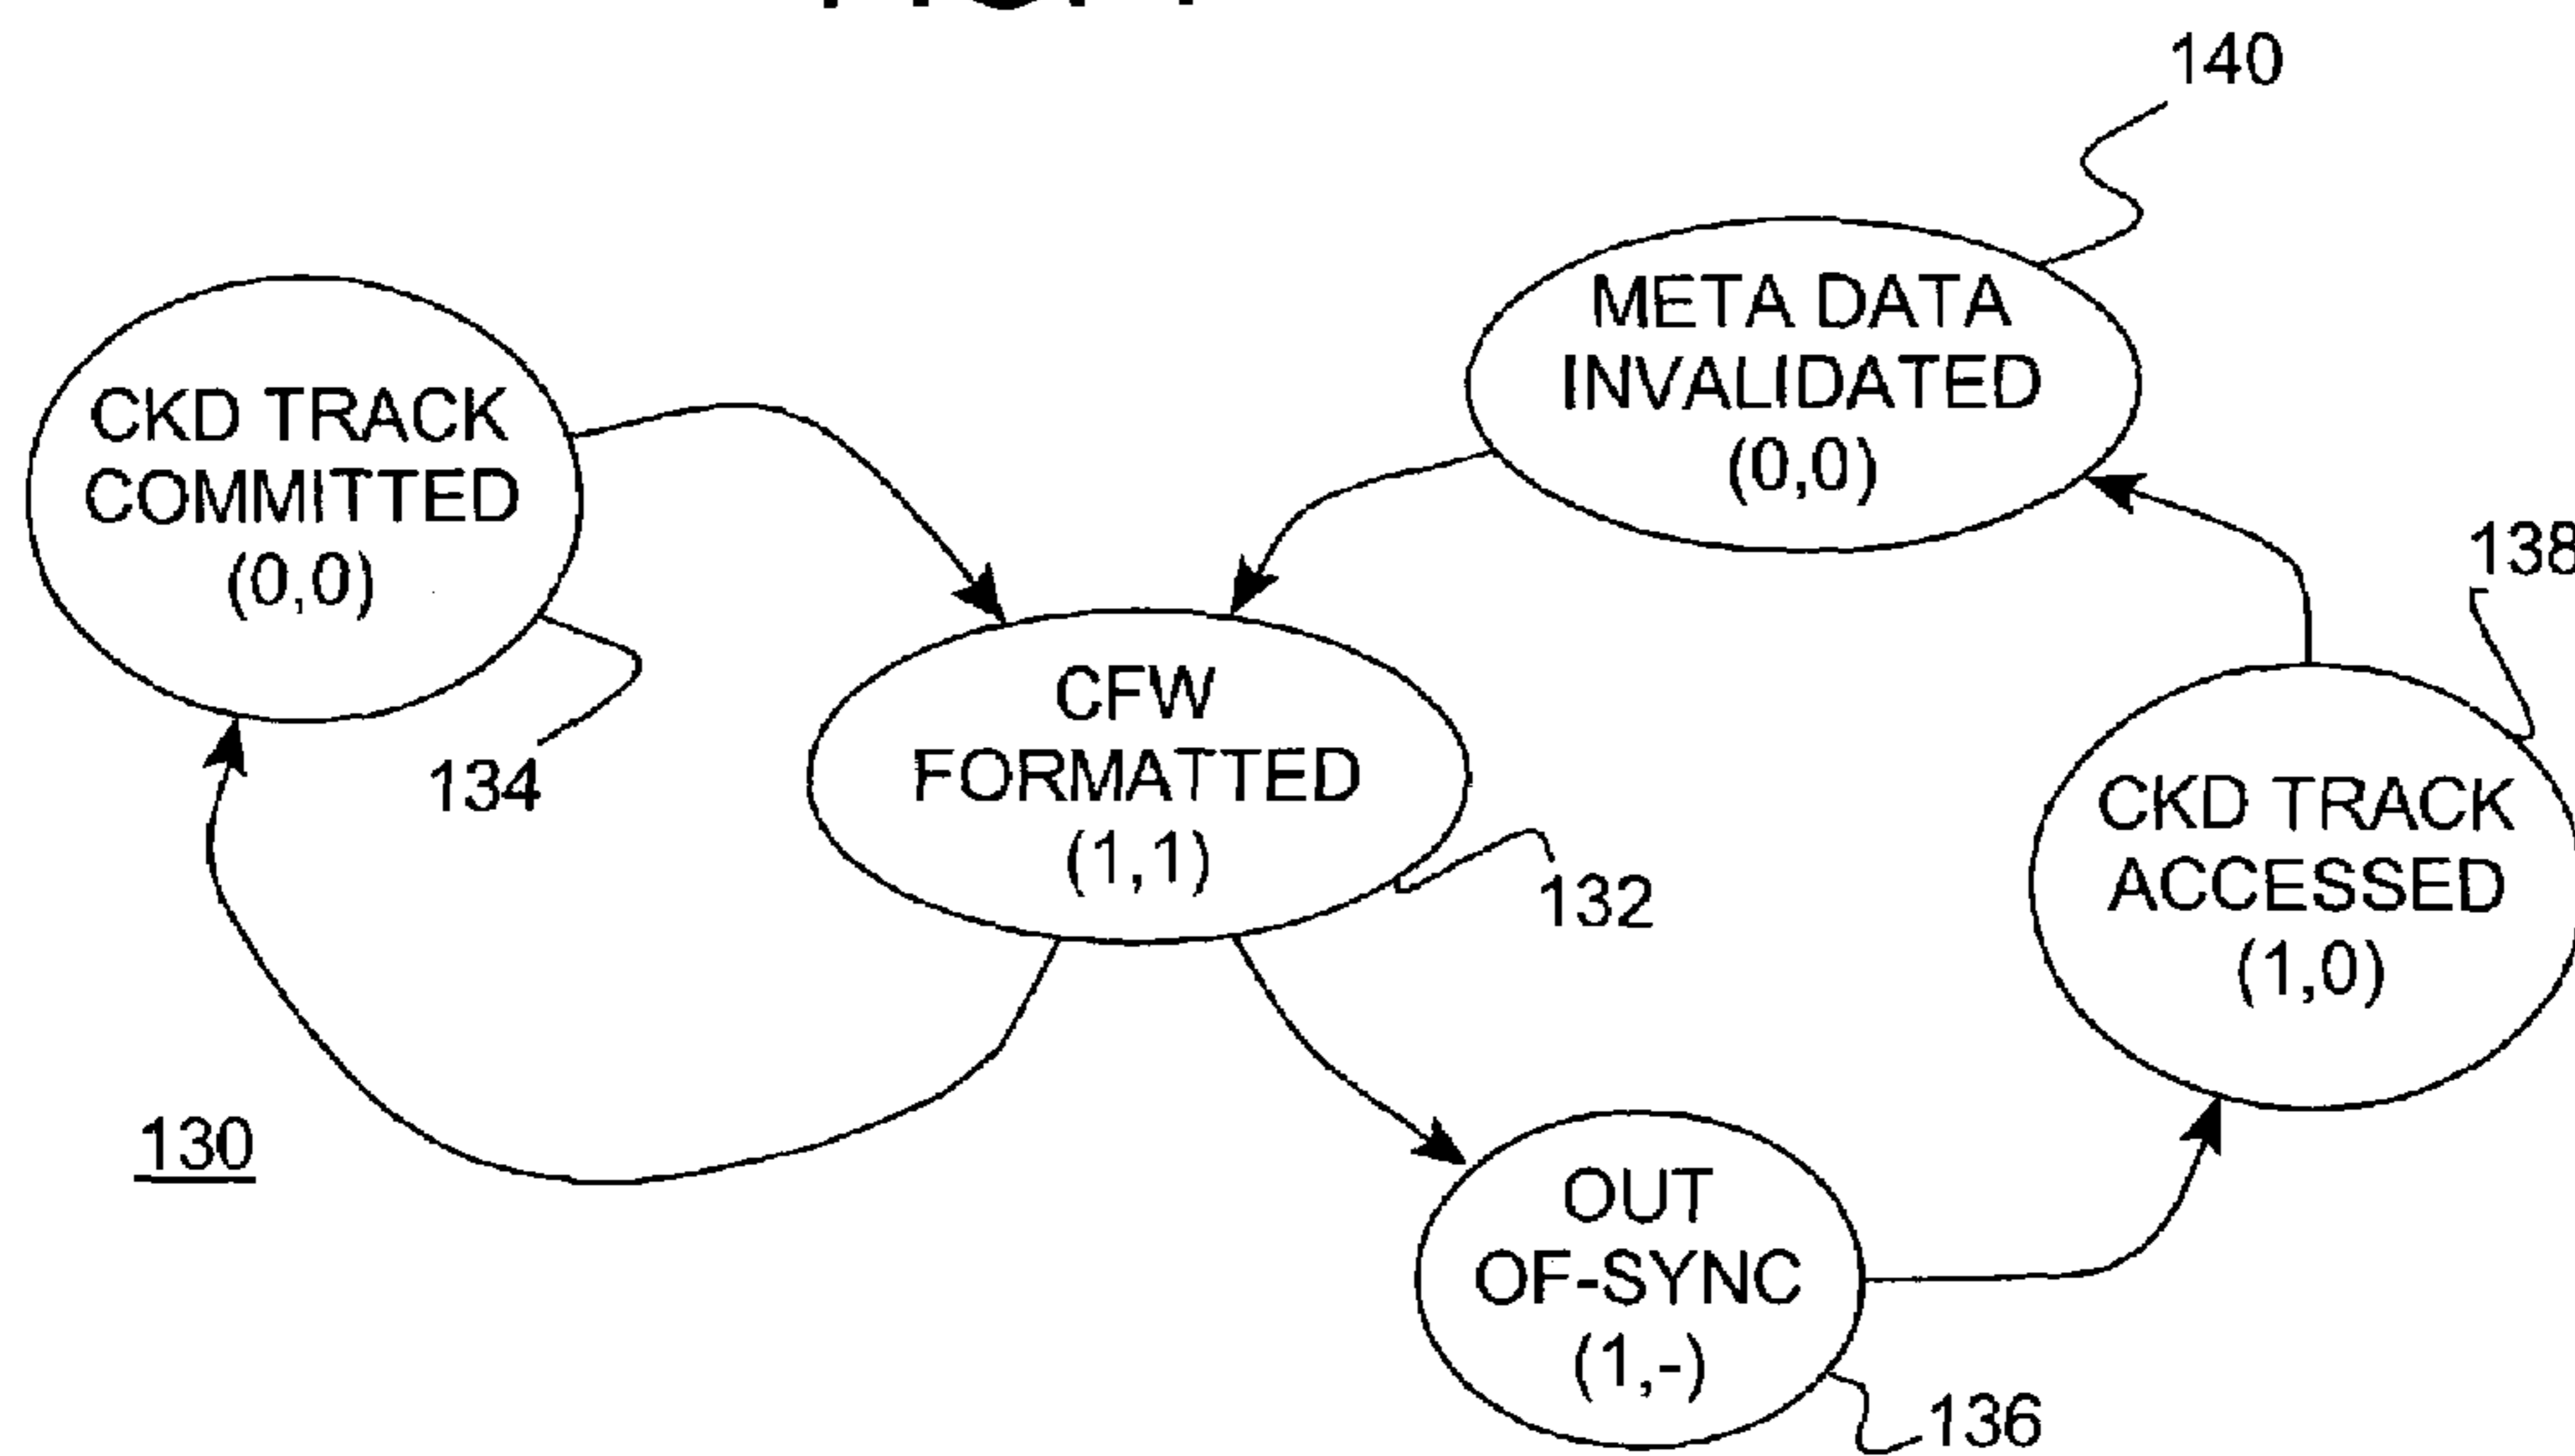 140
META DATA
INVALIDATED
(0,0)
CKD TRACK
COMMITTED
(0,0)
134
138
CFW
FORMATTED
(1,1)
132
CKD TRACK
ACCESSED
(1,0)
130
OUT
OF-SYNC
(1,-)
136